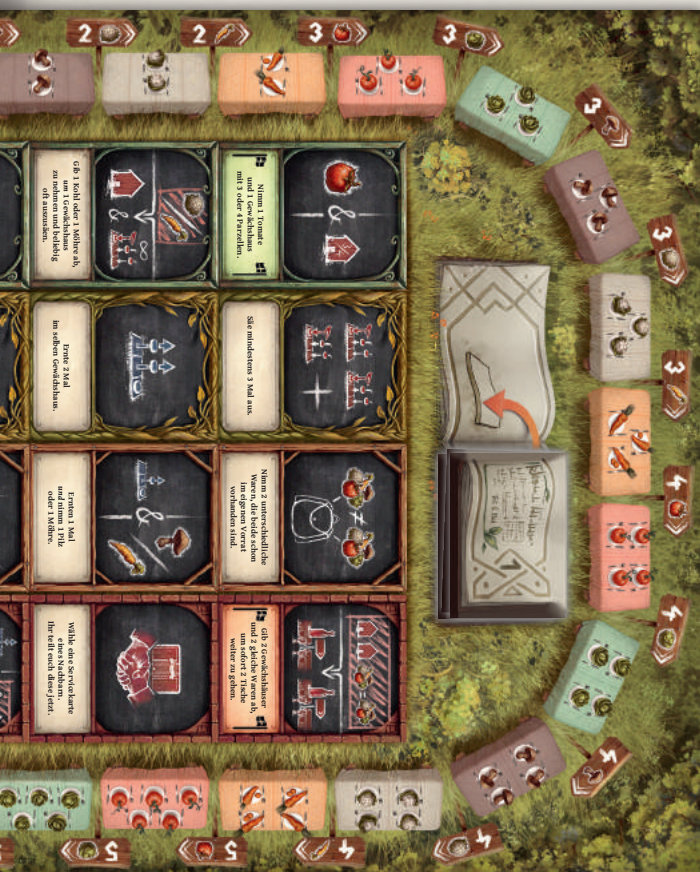 2
2
3
3
3
3
3
4
4
4
4
4
5
5
Nimm 1 Tomate
und 1 Gewächshaus
mit 3 oder 4 Parzellen.
Gib 1 Kohl oder 1 Möhre ab,
um 1 Gewächshaus
zu nehmen und beliebig
oft auszusäen.
Säe mindestens 3 Mal aus.
Ernte 2 Mal
im selben Gewächshaus.
Nimm 2 unterschiedliche
Waren, die beide schon
im eigenen Vorrat
vorhanden sind.
Ernten 1 Mal
und nimm 1 Pilz
oder 1 Möhre.
Gib 2 Gewächshäuser
und 2 gleiche Waren ab,
um sofort 2 Tische
weiter zu gehen.
Wähle eine Servicekarte
eines Nachbarn.
Ihr teilt euch diese jetzt.
1